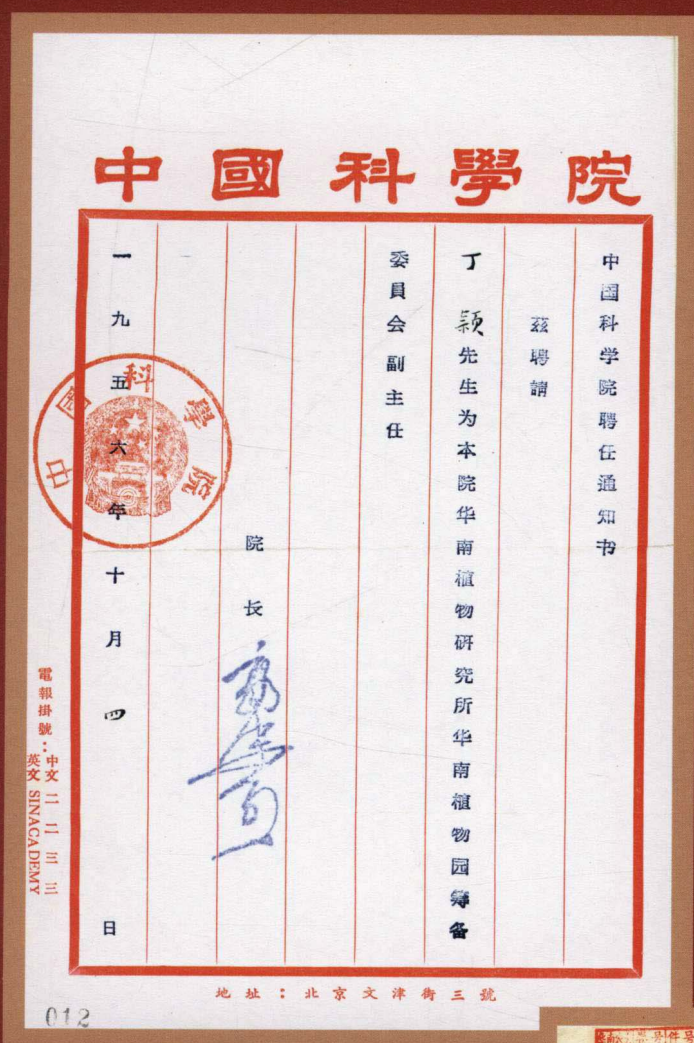 中國科學院
中国科学院聘任通知书
茲聘請
丁颖先生为本院华南植物研究所华南植物园筹备
委員会副主任
院长
一九五六年十月四日
中國科學院
電報掛號：中文 二二三三
英文 SINACADEMY
地址：北京文津街三號
012